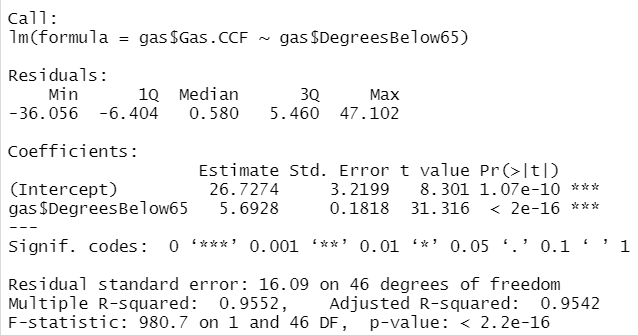 Call:
lm(formula = gas$Gas.CCF ~ gas$DegreesBelow65)

Residuals:
    Min      1Q  Median      3Q     Max
-36.056  -6.404   0.580   5.460  47.102

Coefficients:
                   Estimate Std. Error t value Pr(>|t|)
(Intercept)         26.7274     3.2199   8.301 1.07e-10 ***
gas$DegreesBelow65   5.6928     0.1818  31.316  < 2e-16 ***
---
Signif. codes:  0 ‘***’ 0.001 ‘**’ 0.01 ‘*’ 0.05 ‘.’ 0.1 ‘ ’ 1

Residual standard error: 16.09 on 46 degrees of freedom
Multiple R-squared:  0.9552,    Adjusted R-squared:  0.9542
F-statistic: 980.7 on 1 and 46 DF,  p-value: < 2.2e-16